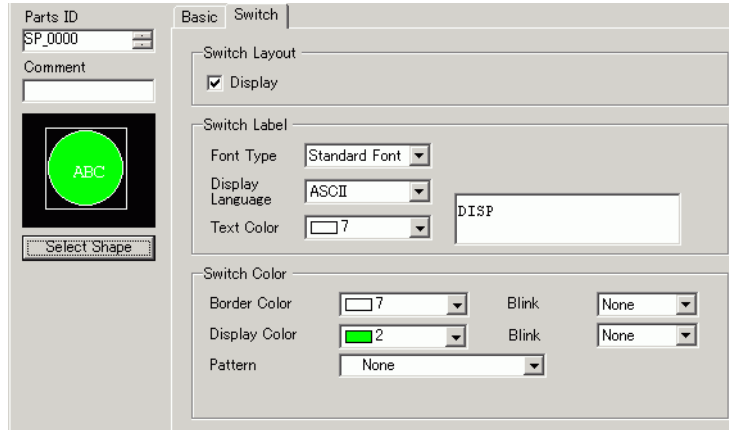 Parts ID
SP_0000
Comment
ABC
Select Shape
Basic Switch
Switch Layout
Display
Switch Label
Font Type Standard Font
Display Language ASCII
Text Color 7
DISP
Switch Color
Border Color 7 Blink None
Display Color 2 Blink None
Pattern None